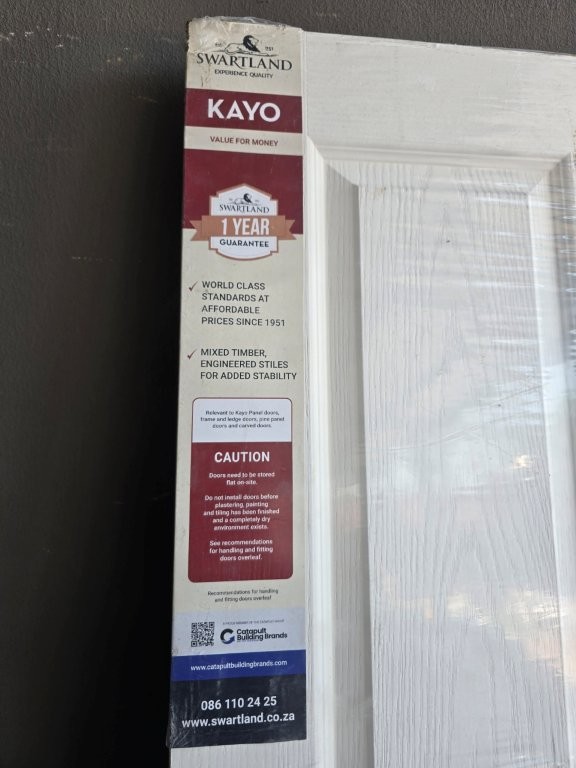 EST 1951
SWARTLAND
EXPERIENCE QUALITY
KAYO
VALUE FOR MONEY
SWARTLAND
1 YEAR
GUARANTEE
WORLD CLASS
STANDARDS AT
AFFORDABLE
PRICES SINCE 1951
MIXED TIMBER,
ENGINEERED STILES
FOR ADDED STABILITY
Relevant to Kayo Panel doors,
frame and ledge doors, pine panel
doors and carved doors.
CAUTION
Doors need to be stored
flat on-site.
Do not install doors before
plastering, painting
and tiling has been finished
and a completely dry
environment exists.
See recommendations
for handling and fitting
doors overleaf.
Recommendations for handling
and fitting doors overleaf
Catapult
Building Brands
www.catapultbuildingbrands.com
086 110 24 25
www.swartland.co.za